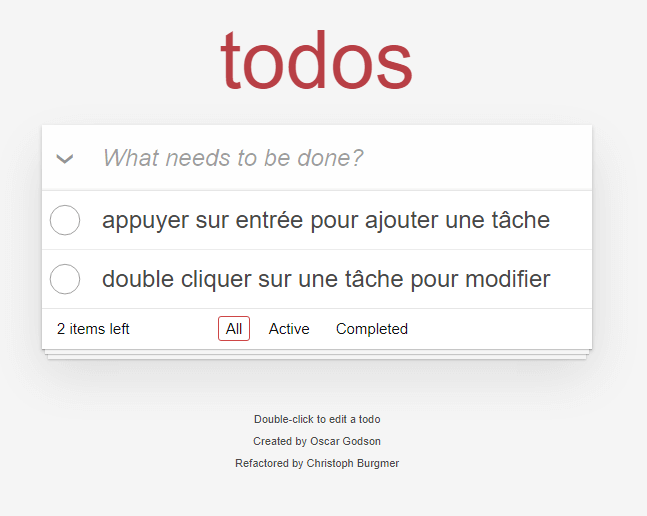 todos
What needs to be done?
appuyer sur entrée pour ajouter une tâche
double cliquer sur une tâche pour modifier
2 items left All Active Completed
Double-click to edit a todo
Created by Oscar Godson
Refactored by Christoph Burgmer